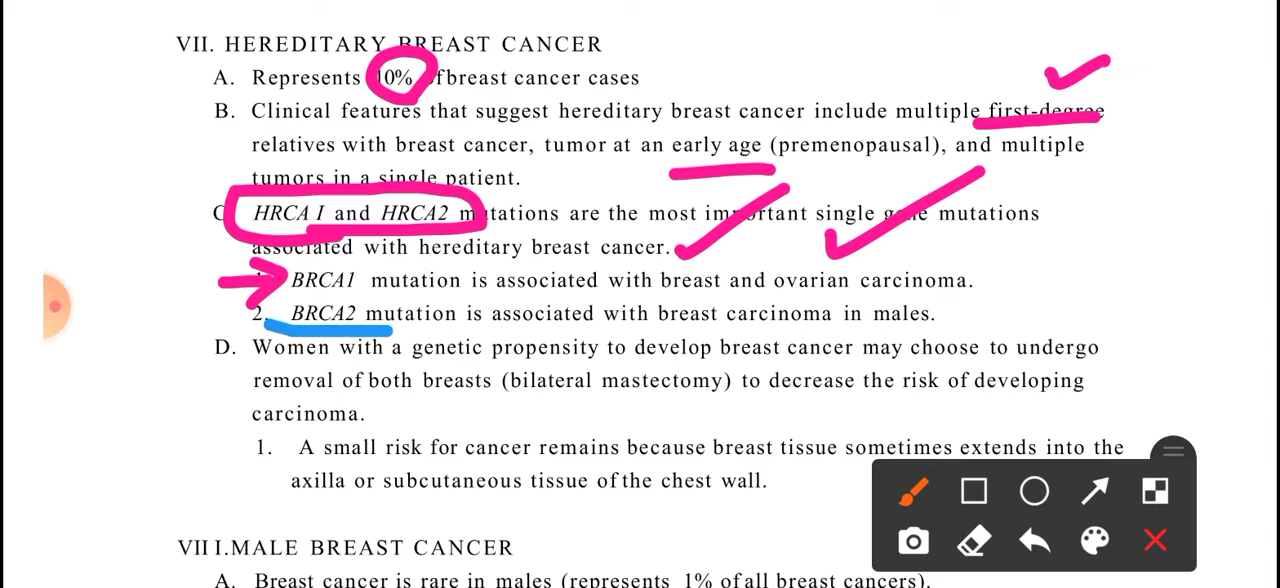 VII. HEREDITARY BREAST CANCER
A. Represents 10% of breast cancer cases
B. Clinical features that suggest hereditary breast cancer include multiple first-degree
relatives with breast cancer, tumor at an early age (premenopausal), and multiple
tumors in a single patient.
C HRCA I and HRCA2 mutations are the most important single gene mutations
associated with hereditary breast cancer.
BRCA1 mutation is associated with breast and ovarian carcinoma.
2. BRCA2 mutation is associated with breast carcinoma in males.
D. Women with a genetic propensity to develop breast cancer may choose to undergo
removal of both breasts (bilateral mastectomy) to decrease the risk of developing
carcinoma.
1. A small risk for cancer remains because breast tissue sometimes extends into the
axilla or subcutaneous tissue of the chest wall.
VII I.MALE BREAST CANCER
A. Breast cancer is rare in males (represents 1% of all breast cancers).